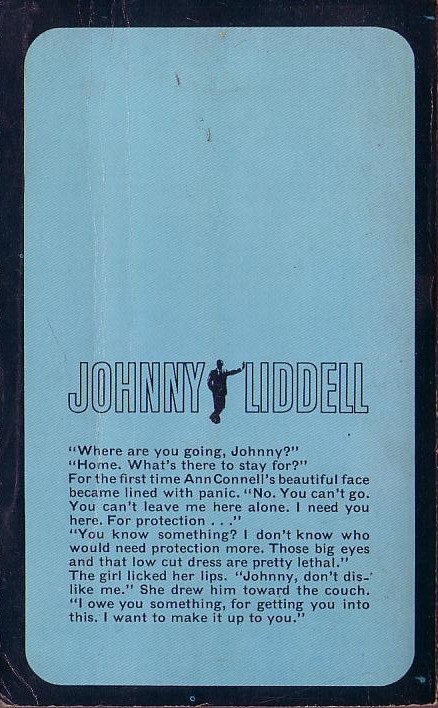 JOHNNY LIDDELL
"Where are you going, Johnny?"
"Home. What's there to stay for?"
For the first time Ann Connell's beautiful face
became lined with panic. "No. You can't go.
You can't leave me here alone. I need you
here. For protection . . ."
"You know something? I don't know who
would need protection more. Those big eyes
and that low cut dress are pretty lethal."
The girl licked her lips. "Johnny, don't dis-
like me." She drew him toward the couch.
"I owe you something, for getting you into
this. I want to make it up to you."